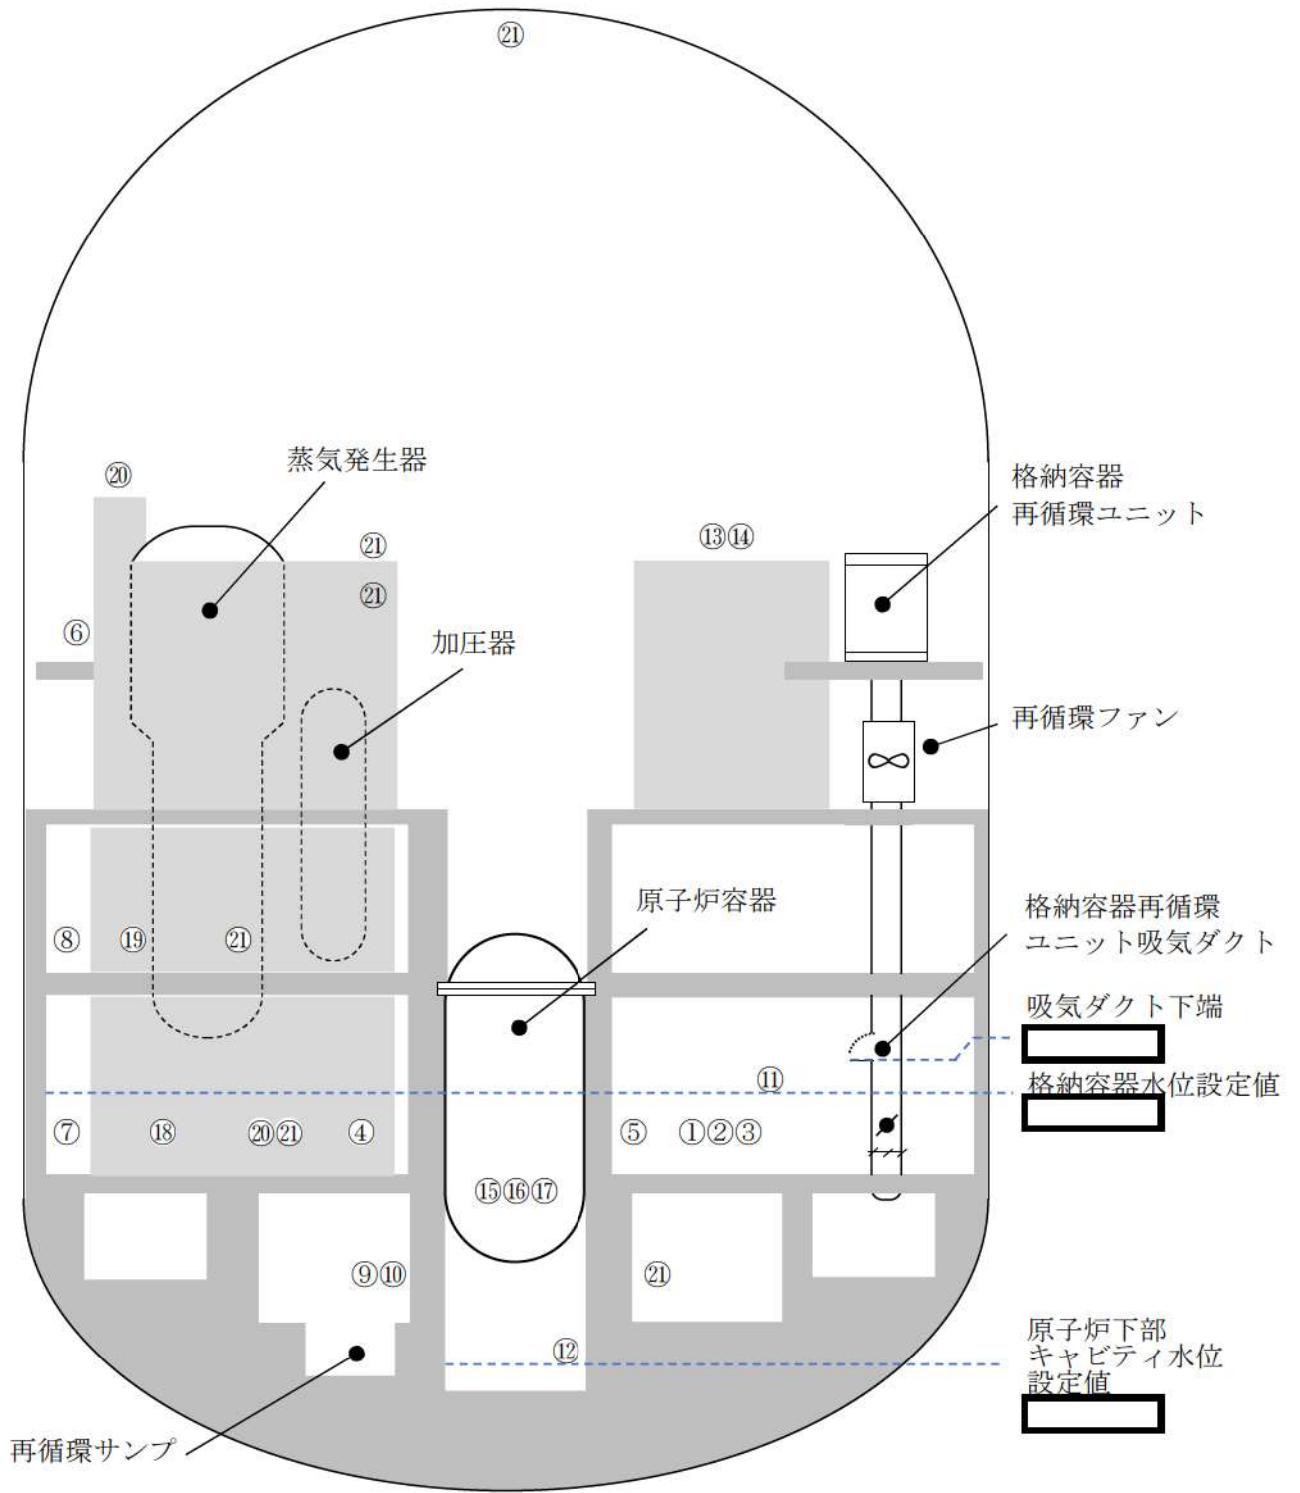 ㉑
蒸気発生器
⑳
格納容器
再循環ユニット
⑬⑭
㉑
㉑
⑥
加圧器
再循環ファン
原子炉容器
格納容器再循環
ユニット吸気ダクト
⑧
⑲
㉑
吸気ダクト下端
⑪
格納容器水位設定値
⑦
⑱
⑳㉑
④
⑤
①②③
⑮⑯⑰
⑨⑩
㉑
原子炉下部
キャビティ水位
設定値
⑫
再循環サンプ